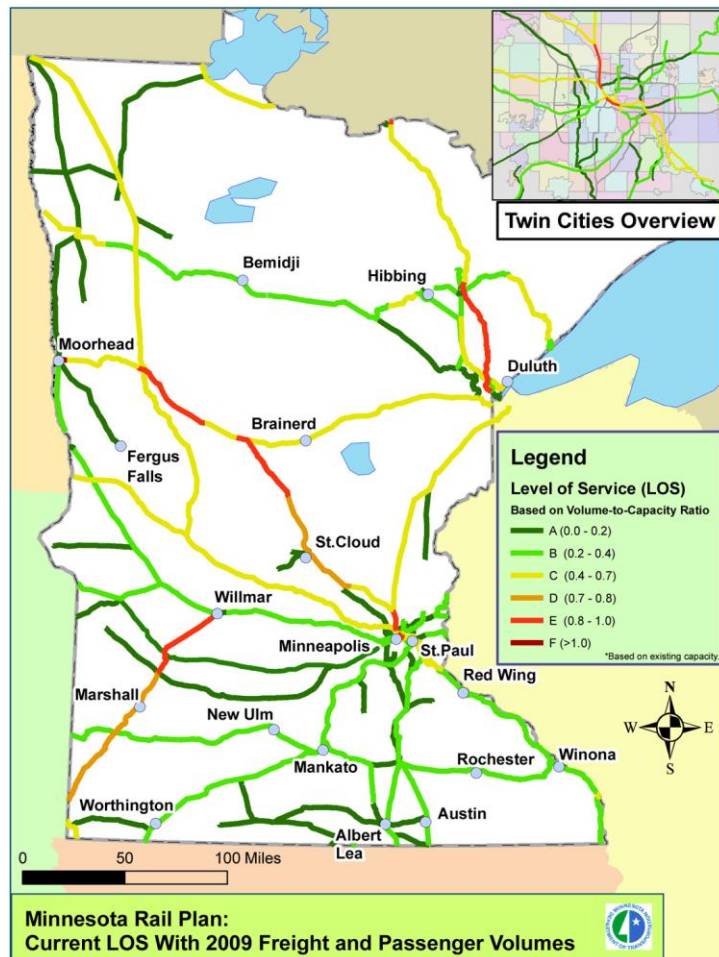 Twin Cities Overview
Bemidji
Hibbing
Moorhead
Duluth
Brainerd
Fergus
Falls
Legend
Level of Service (LOS)
Based on Volume-to-Capacity Ratio
A (0.0 - 0.2)
B (0.2 - 0.4)
C (0.4 - 0.7)
D (0.7 - 0.8)
E (0.8 - 1.0)
F (>1.0)
*Based on existing capacity.
St.Cloud
Willmar
Minneapolis
St.Paul
Marshall
Red Wing
New Ulm
N
W
E
S
Mankato
Rochester
Winona
Worthington
Albert
Lea
Austin
0
50
100 Miles
Minnesota Rail Plan:
Current LOS With 2009 Freight and Passenger Volumes